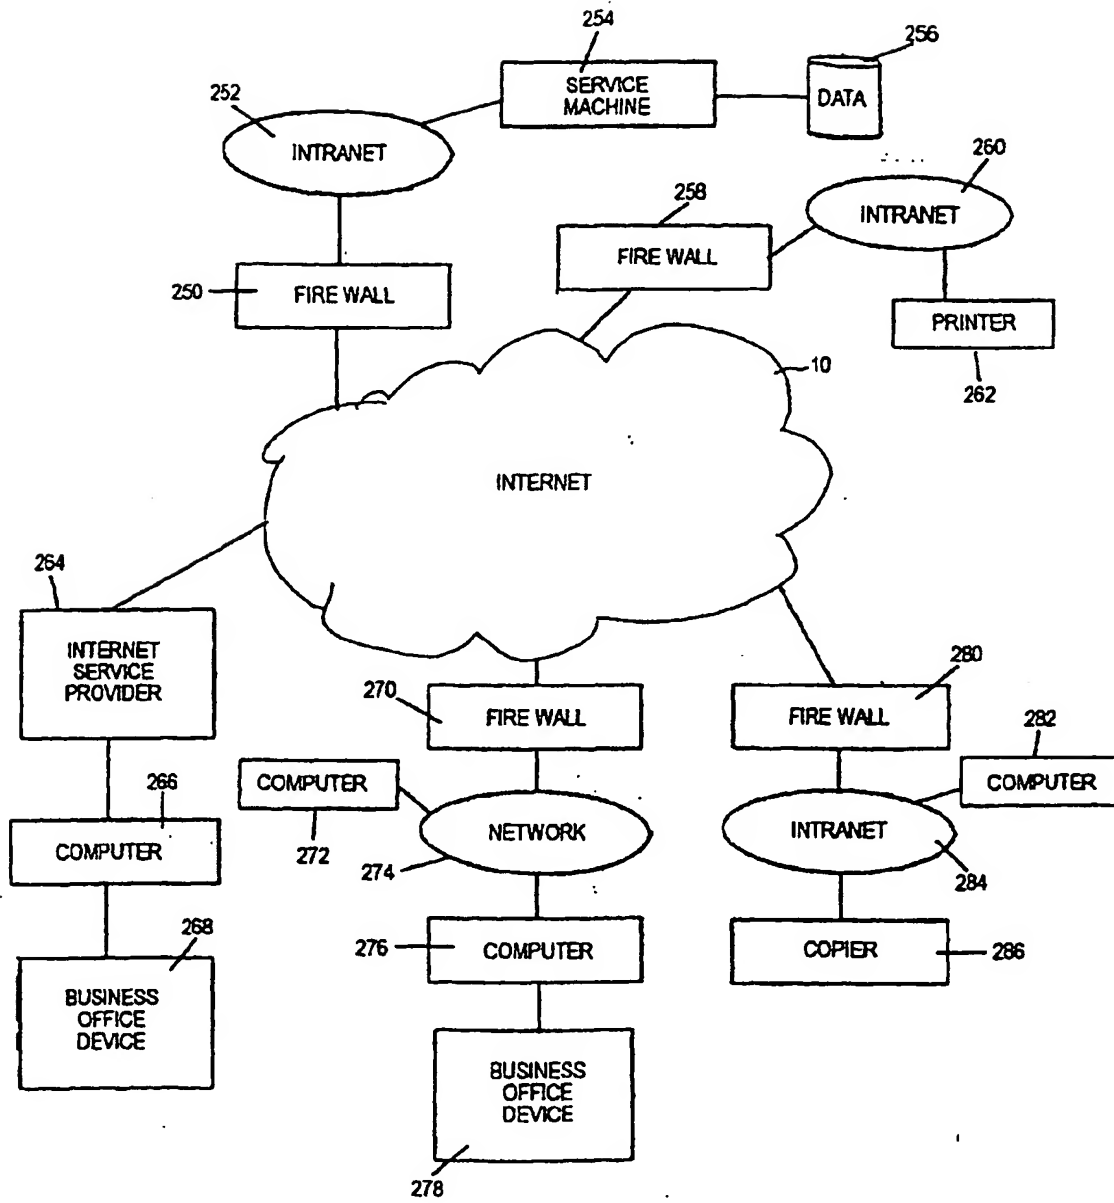 254
256
SERVICE
MACHINE
DATA
252
INTRANET
260
INTRANET
258
FIRE WALL
250
FIRE WALL
PRINTER
262
10
INTERNET
264
INTERNET
SERVICE
PROVIDER
270
FIRE WALL
280
FIRE WALL
282
COMPUTER
266
COMPUTER
272
COMPUTER
NETWORK
274
INTRANET
284
276
COMPUTER
COPIER
286
268
BUSINESS
OFFICE
DEVICE
BUSINESS
OFFICE
DEVICE
278